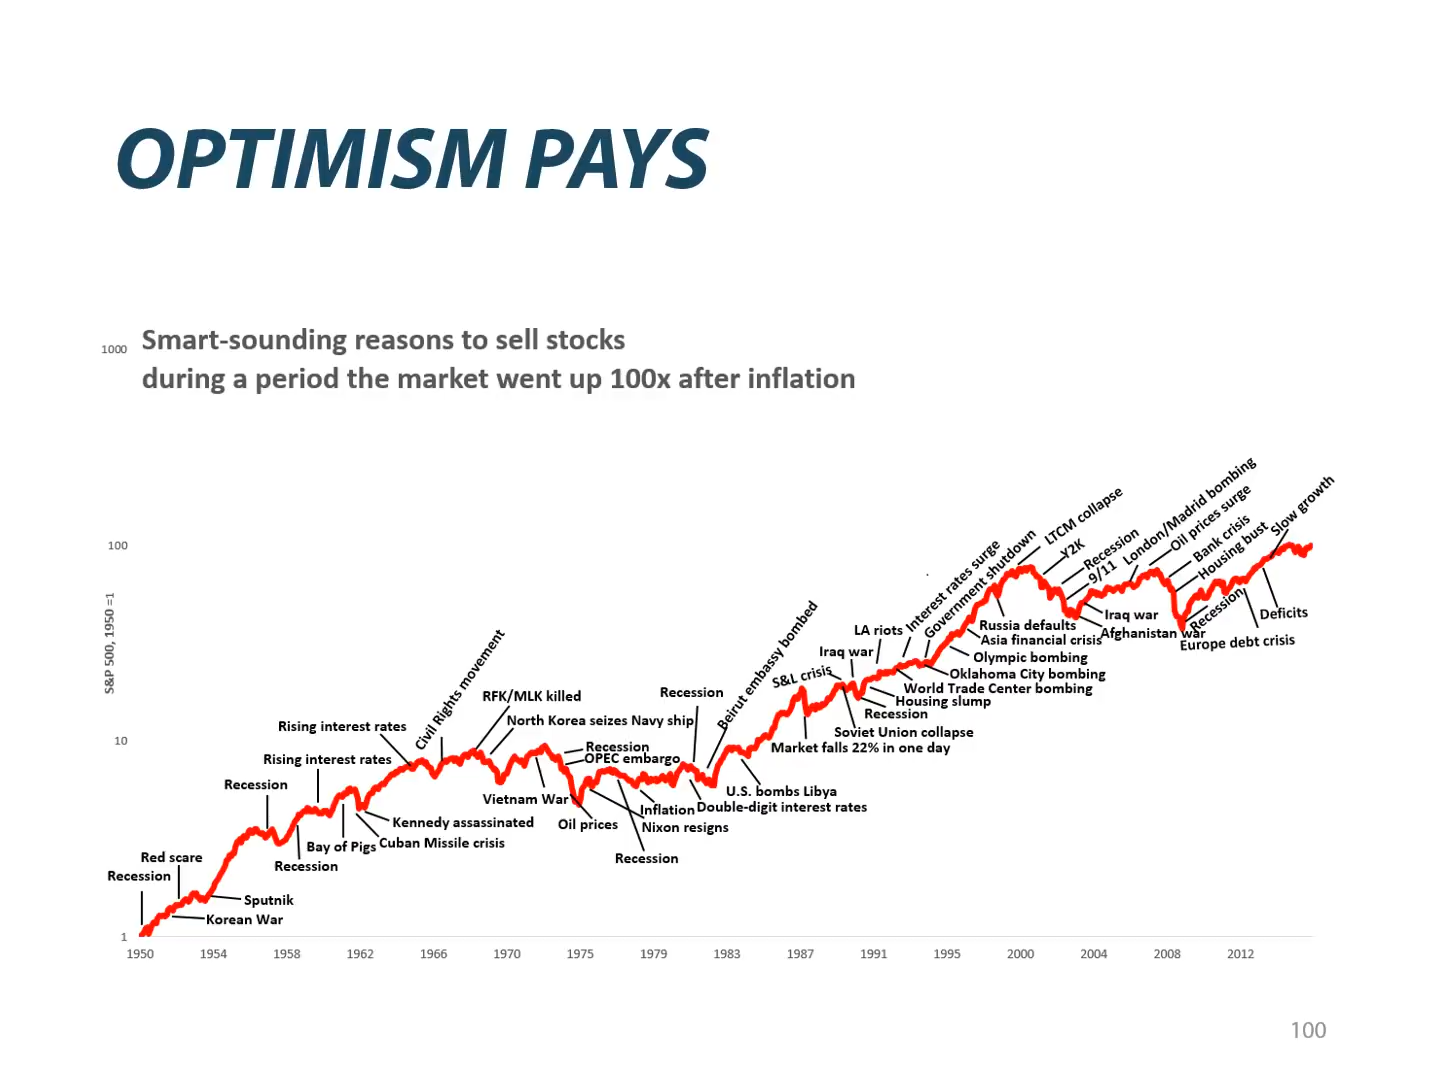 OPTIMISM PAYS
Smart-sounding reasons to sell stocks
during a period the market went up 100x after inflation
1000
100
10
1
S&P 500, 1950 =1
Recession
Red scare
Korean War
Sputnik
Recession
Recession
Rising interest rates
Bay of Pigs
Cuban Missile crisis
Kennedy assassinated
Rising interest rates
Civil Rights movement
RFK/MLK killed
North Korea seizes Navy ship
Vietnam War
Recession
OPEC embargo
Oil prices
Nixon resigns
Recession
Inflation
Double-digit interest rates
Recession
Beirut embassy bombed
U.S. bombs Libya
Market falls 22% in one day
S&L crisis
Soviet Union collapse
Iraq war
Recession
Housing slump
LA riots
World Trade Center bombing
Interest rates surge
Oklahoma City bombing
Government shutdown
Olympic bombing
Asia financial crisis
Russia defaults
LTCM collapse
Y2K
Recession
9/11
Afghanistan war
Iraq war
London/Madrid bombing
Oil prices surge
Bank crisis
Housing bust
Recession
Europe debt crisis
Deficits
Slow growth
1950 1954 1958 1962 1966 1970 1975 1979 1983 1987 1991 1995 2000 2004 2008 2012
100